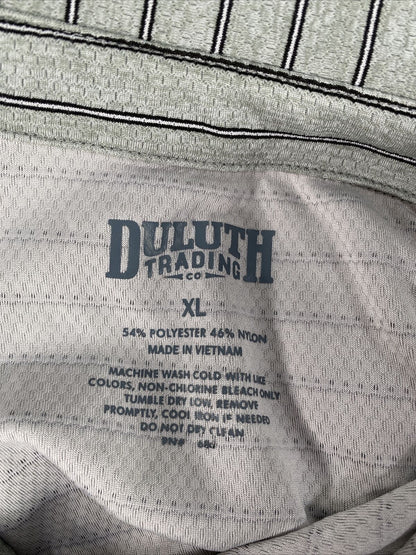 DULUTH
TRADING
CO
XL
54% POLYESTER 46% NYLON
MADE IN VIETNAM
MACHINE WASH COLD WITH LIKE
COLORS, NON-CHLORINE BLEACH ONLY
TUMBLE DRY LOW, REMOVE
PROMPTLY, COOL IRON (IF NEEDED)
DO NOT DRY CLEAN